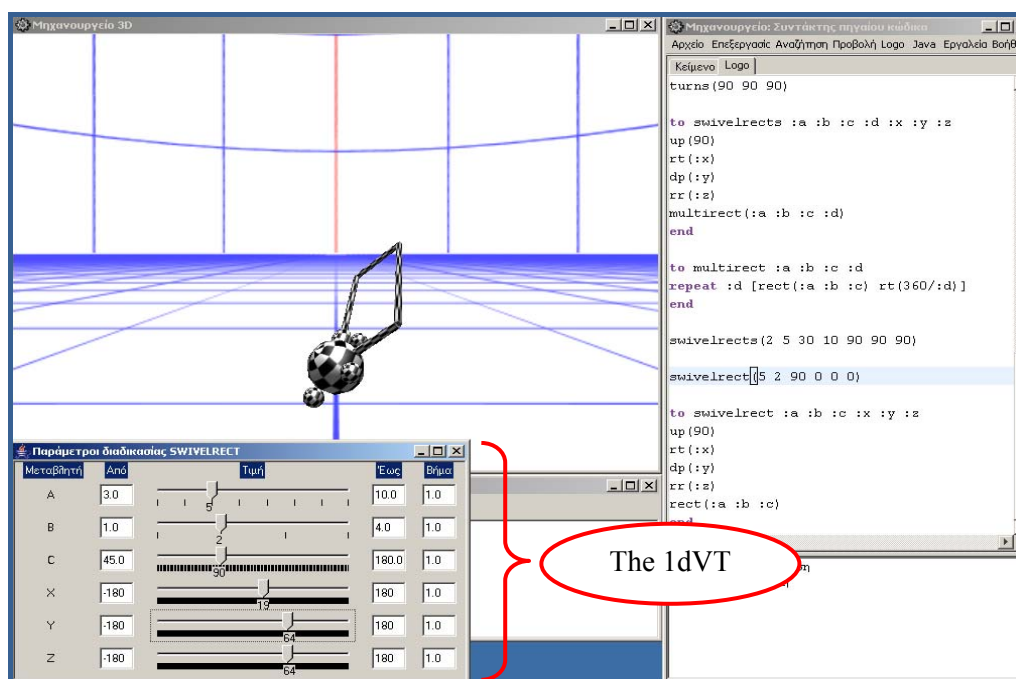 Μηχανουργείο 3D
Μηχανουργείο: Συντάκτης πηγαίου κώδικα
Αρχείο Επεξεργασίς Αναζήτηση Προβολή Logo Java Εργαλεία Βοήθ
Κείμενο Logo
turns(90 90 90)
to swivelrects :a :b :c :d :x :y :z
up(90)
rt(:x)
dp(:y)
rr(:z)
multirect(:a :b :c :d)
end
to multirect :a :b :c :d
repeat :d [rect(:a :b :c) rt(360/:d)]
end
swivelrects(2 5 30 10 90 90 90)
swivelrect(5 2 90 0 0 0)
to swivelrect :a :b :c :x :y :z
up(90)
rt(:x)
dp(:y)
rr(:z)
rect(:a :b :c)
end
Παράμετροι διαδικασίας SWIVELRECT
Μεταβλητή Από Τιμή Έως Βήμα
A 3.0 5 10.0 1.0
B 1.0 2 4.0 1.0
C 45.0 90 180.0 1.0
X -180 19 180 1.0
Y -180 64 180 1.0
Z -180 64 180 1.0
The 1dVT